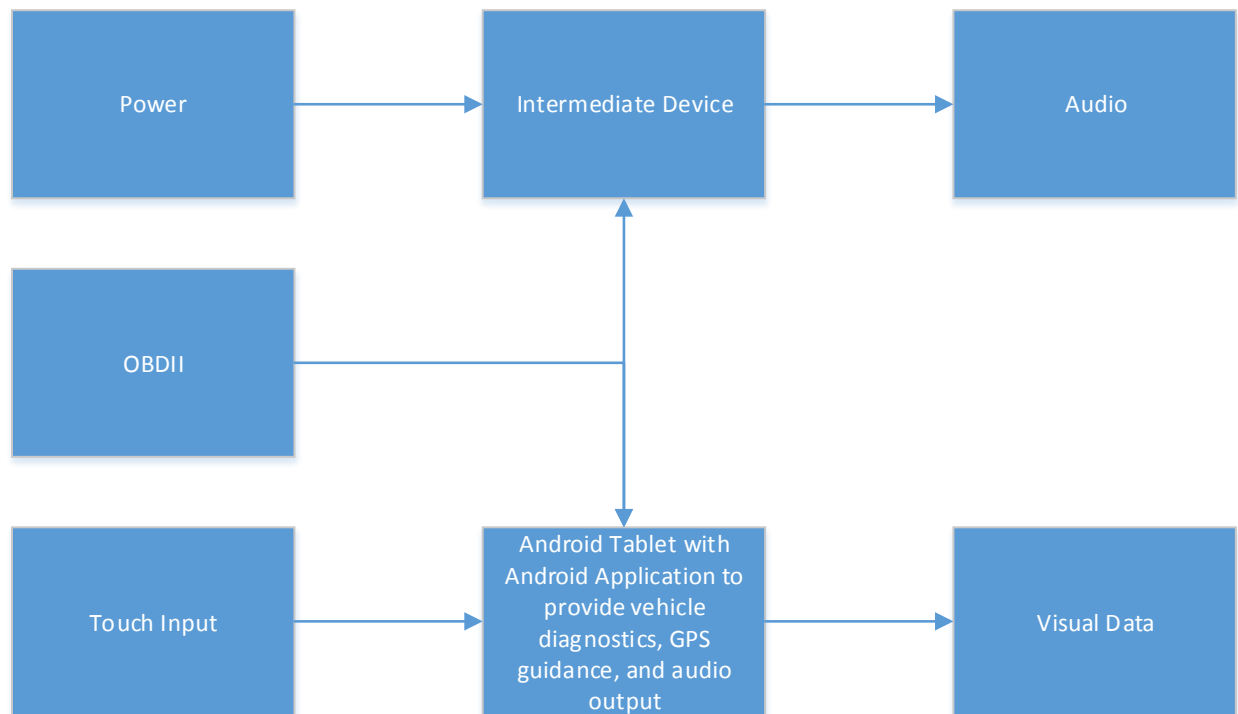 Power
Intermediate Device
Audio
OBDII
Touch Input
Android Tablet with
Android Application to
provide vehicle
diagnostics, GPS
guidance, and audio
output
Visual Data